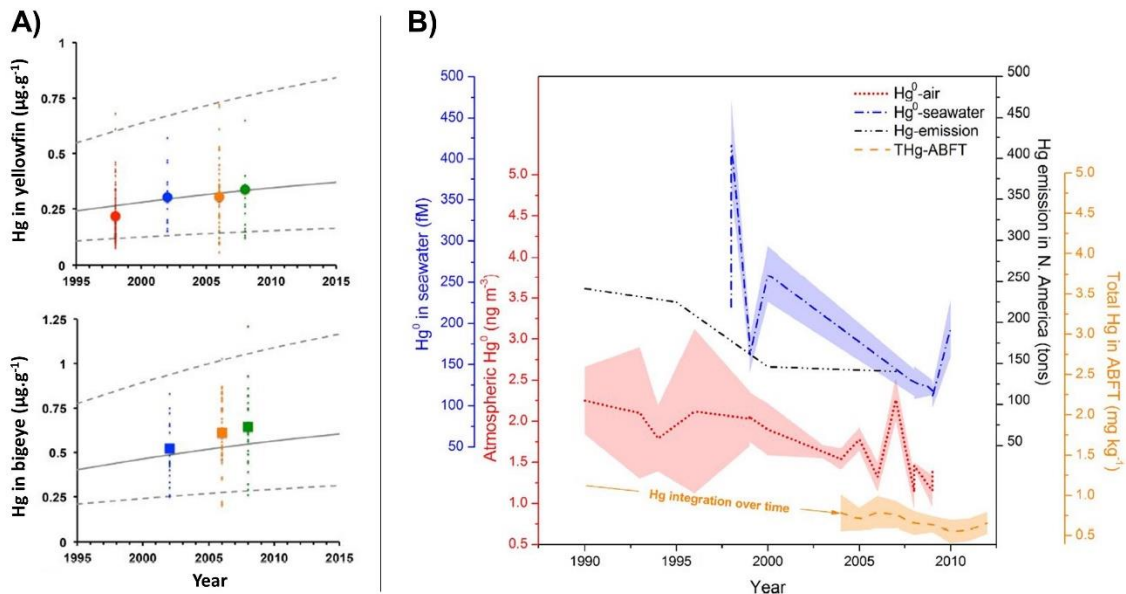 A)
Hg in yellowfin (µg.g⁻¹)
1
0.75
0.5
0.25
0
1995 2000 2005 2010 2015
Hg in bigeye (µg.g⁻¹)
1.25
1
0.75
0.5
0.25
0
1995 2000 2005 2010 2015
Year
B)
Hg⁰ in seawater (fM)
500
450
400
350
300
250
200
150
100
50
Atmospheric Hg⁰ (ng m⁻³)
5.0
4.5
4.0
3.5
3.0
2.5
2.0
1.5
1.0
0.5
Hg⁰-air
Hg⁰-seawater
Hg-emission
THg-ABFT
Hg integration over time
1990 1995 2000 2005 2010
Year
500
450
400
350
300
250
200
150
100
50
Hg emission in N. America (tons)
5.0
4.5
4.0
3.5
3.0
2.5
2.0
1.5
1.0
0.5
Total Hg in ABFT (mg kg⁻¹)